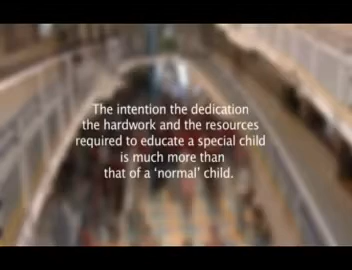 The intention the dedication
the hardwork and the resources
required to educate a special child
is much more than
that of a ‘normal’ child.